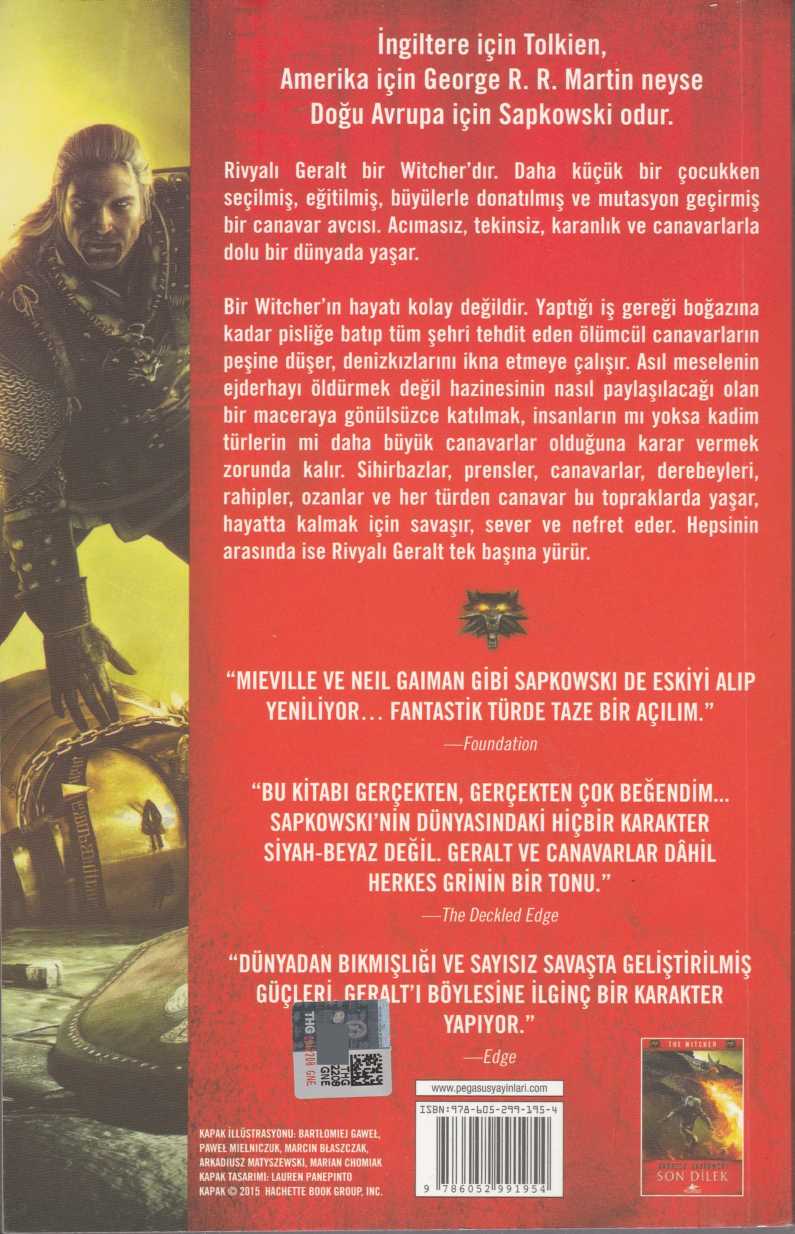 İngiltere için Tolkien,
Amerika için George R. R. Martin neyse
Doğu Avrupa için Sapkowski odur.
Rivyalı Geralt bir Witcher’dır. Daha küçük bir çocukken
seçilmiş, eğitilmiş, büyülerle donatılmış ve mutasyon geçirmiş
bir canavar avcısı. Acımasız, tekinsiz, karanlık ve canavarlarla
dolu bir dünyada yaşar.
Bir Witcher’ın hayatı kolay değildir. Yaptığı iş gereği boğazına
kadar pisliğe batıp tüm şehri tehdit eden ölümcül canavarların
peşine düşer, denizkızlarını ikna etmeye çalışır. Asıl meselenin
ejderhayı öldürmek değil hazinesinin nasıl paylaşılacağı olan
bir maceraya gönülsüzce katılmak, insanların mı yoksa kadim
türlerin mi daha büyük canavarlar olduğuna karar vermek
zorunda kalır. Sihirbazlar, prensler, canavarlar, derebeyleri,
rahipler, ozanlar ve her türden canavar bu topraklarda yaşar,
hayatta kalmak için savaşır, sever ve nefret eder. Hepsinin
arasında ise Rivyalı Geralt tek başına yürür.
“MIEVILLE VE NEIL GAIMAN GİBİ SAPKOWSKI DE ESKİYİ ALIP
YENİLİYOR... FANTASTİK TÜRDE TAZE BİR AÇILIM.”
—Foundation
“BU KİTABI GERÇEKTEN, GERÇEKTEN ÇOK BEĞENDİM...
SAPKOWSKI’NİN DÜNYASINDAKİ HİÇBİR KARAKTER
SİYAH-BEYAZ DEĞİL. GERALT VE CANAVARLAR DÂHİL
HERKES GRİNİN BİR TONU.”
—The Deckled Edge
“DÜNYADAN BIKMIŞLIĞI VE SAYISIZ SAVAŞTA GELİŞTİRİLMİŞ
GÜÇLERİ, GERALT’I BÖYLESİNE İLGİNÇ BİR KARAKTER
YAPIYOR.”
—Edge
THG
208 GNE
THG
2208
GNE
www.pegasusyayinlari.com
ISBN:978-605-299-195-4
9 786052 991954
THE WITCHER
ANDRZEJ SAPKOWSKI
SON DİLEK
KAPAK İLLÜSTRASYONU: BARTŁOMIEJ GAWEŁ,
PAWEŁ MIELNICZUK, MARCIN BŁASZCZAK,
ARKADIUSZ MATYSZEWSKI, MARIAN CHOMIAK
KAPAK TASARIMI: LAUREN PANEPINTO
KAPAK © 2015 HACHETTE BOOK GROUP, INC.